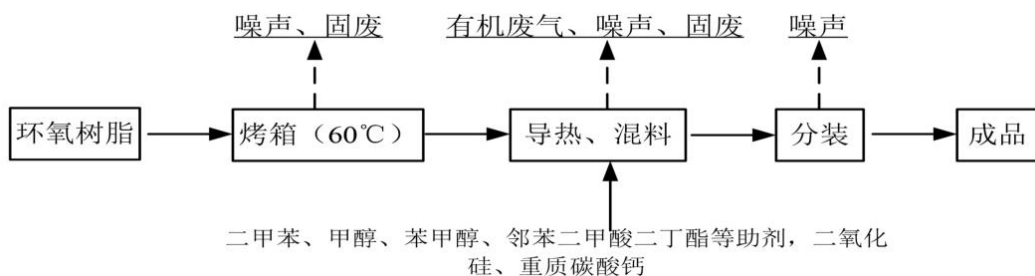 噪声、固废
有机废气、噪声、固废
噪声
环氧树脂
烤箱（60℃）
导热、混料
分装
成品
二甲苯、甲醇、苯甲醇、邻苯二甲酸二丁酯等助剂，二氧化
硅、重质碳酸钙